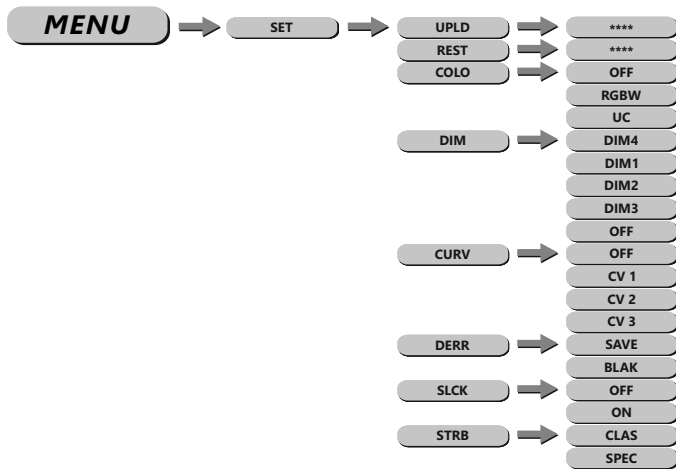 MENU SET UPLD ****
REST ****
COLO OFF
RGBW
UC
DIM DIM4
DIM1
DIM2
DIM3
OFF
CURV OFF
CV 1
CV 2
CV 3
DERR SAVE
BLAK
SLCK OFF
ON
STRB CLAS
SPEC